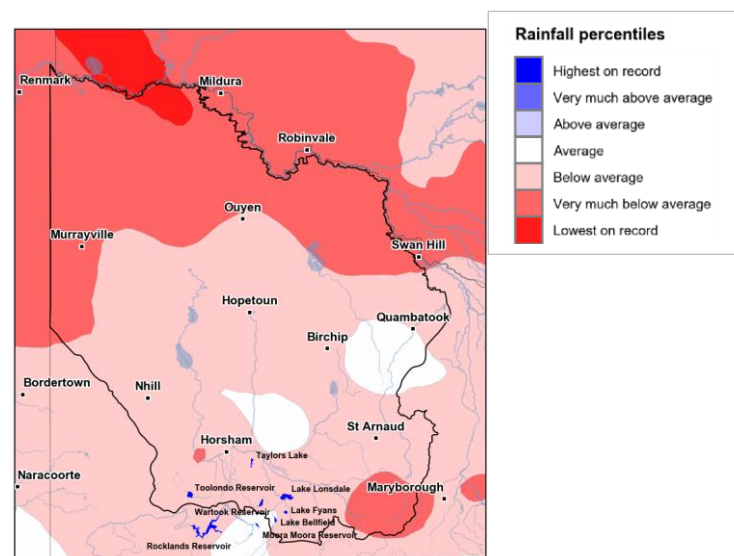 Rainfall percentiles
Highest on record
Very much above average
Above average
Average
Below average
Very much below average
Lowest on record
Renmark
Mildura
Robinvale
Ouyen
Murrayville
Swan Hill
Hopetoun
Quambatook
Birchip
Bordertown
Nhill
St Arnaud
Horsham
Taylors Lake
Naracoorte
Toolondo Reservoir
Lake Lonsdale
Maryborough
Wartook Reservoir
Lake Fyans
Lake Bellfield
Moora Moora Reservoir
Rocklands Reservoir